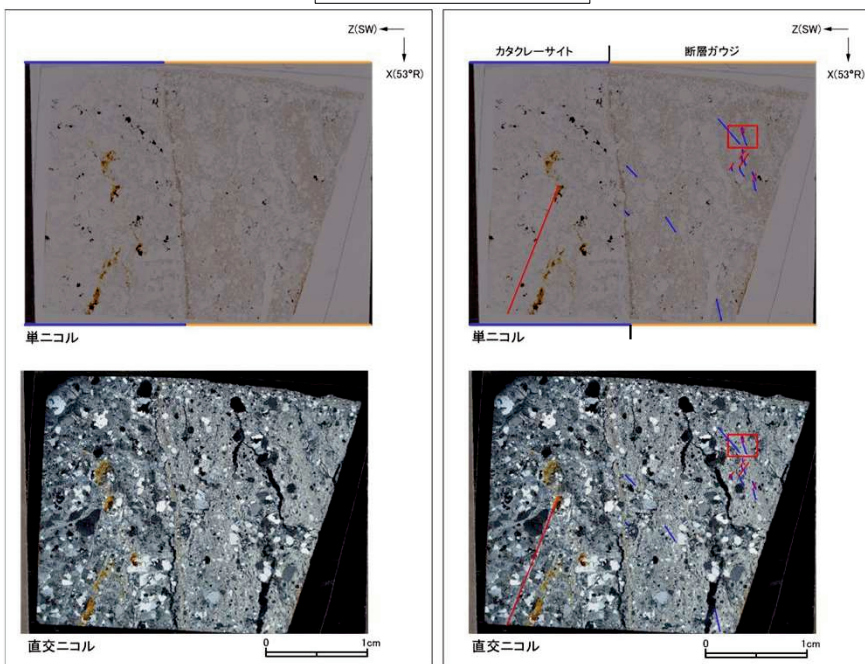 Z(SW)
X(53°R)
単ニコル
直交ニコル
0 1cm
Z(SW)
カタクレーサイト 断層ガウジ
X(53°R)
単ニコル
直交ニコル
0 1cm